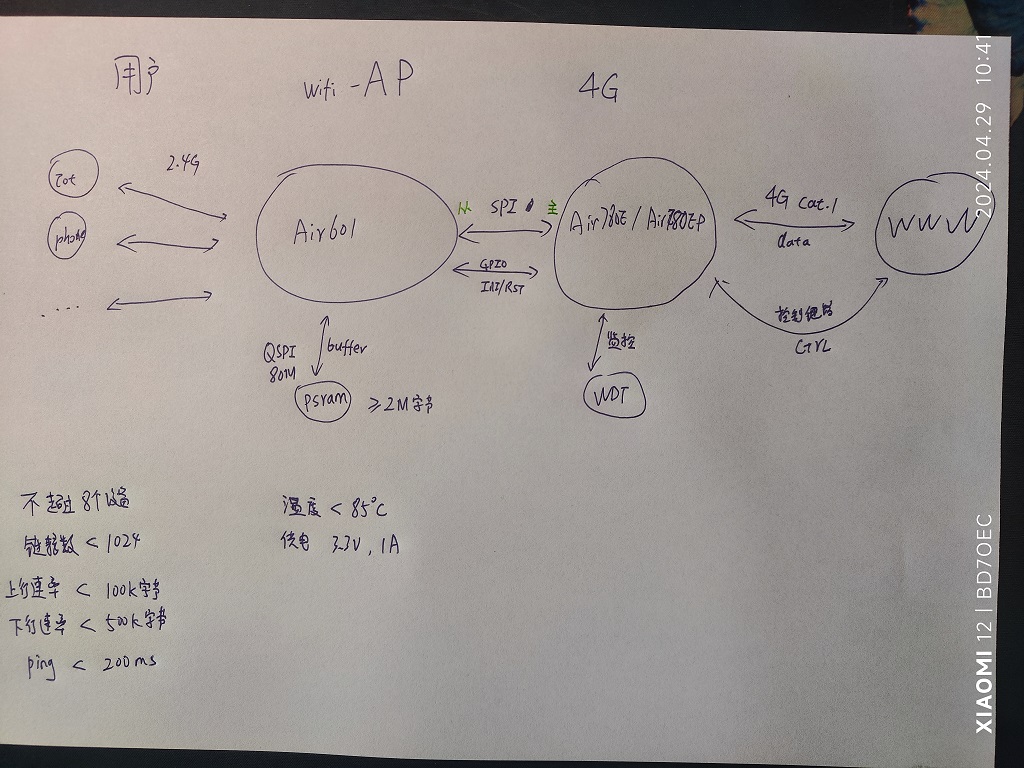 用户
wifi-AP
4G
Iot
2.4G
phone
....
Air601
从 SPI 主
GPIO
INI/RST
Air780E / Air780EP
4G Cat.1
data
WWW
控制链路
CTRL
QSPI
80M
buffer
psram
≥2M字节
监控
WDT
不超过8个设备
链接数 < 1024
上行速率 < 100k字节
下行速率 < 500k字节
ping < 200ms
温度 < 85℃
供电 3.3V, 1A
2024.04.29 10:41
XIAOMI 12 | BD7OEC